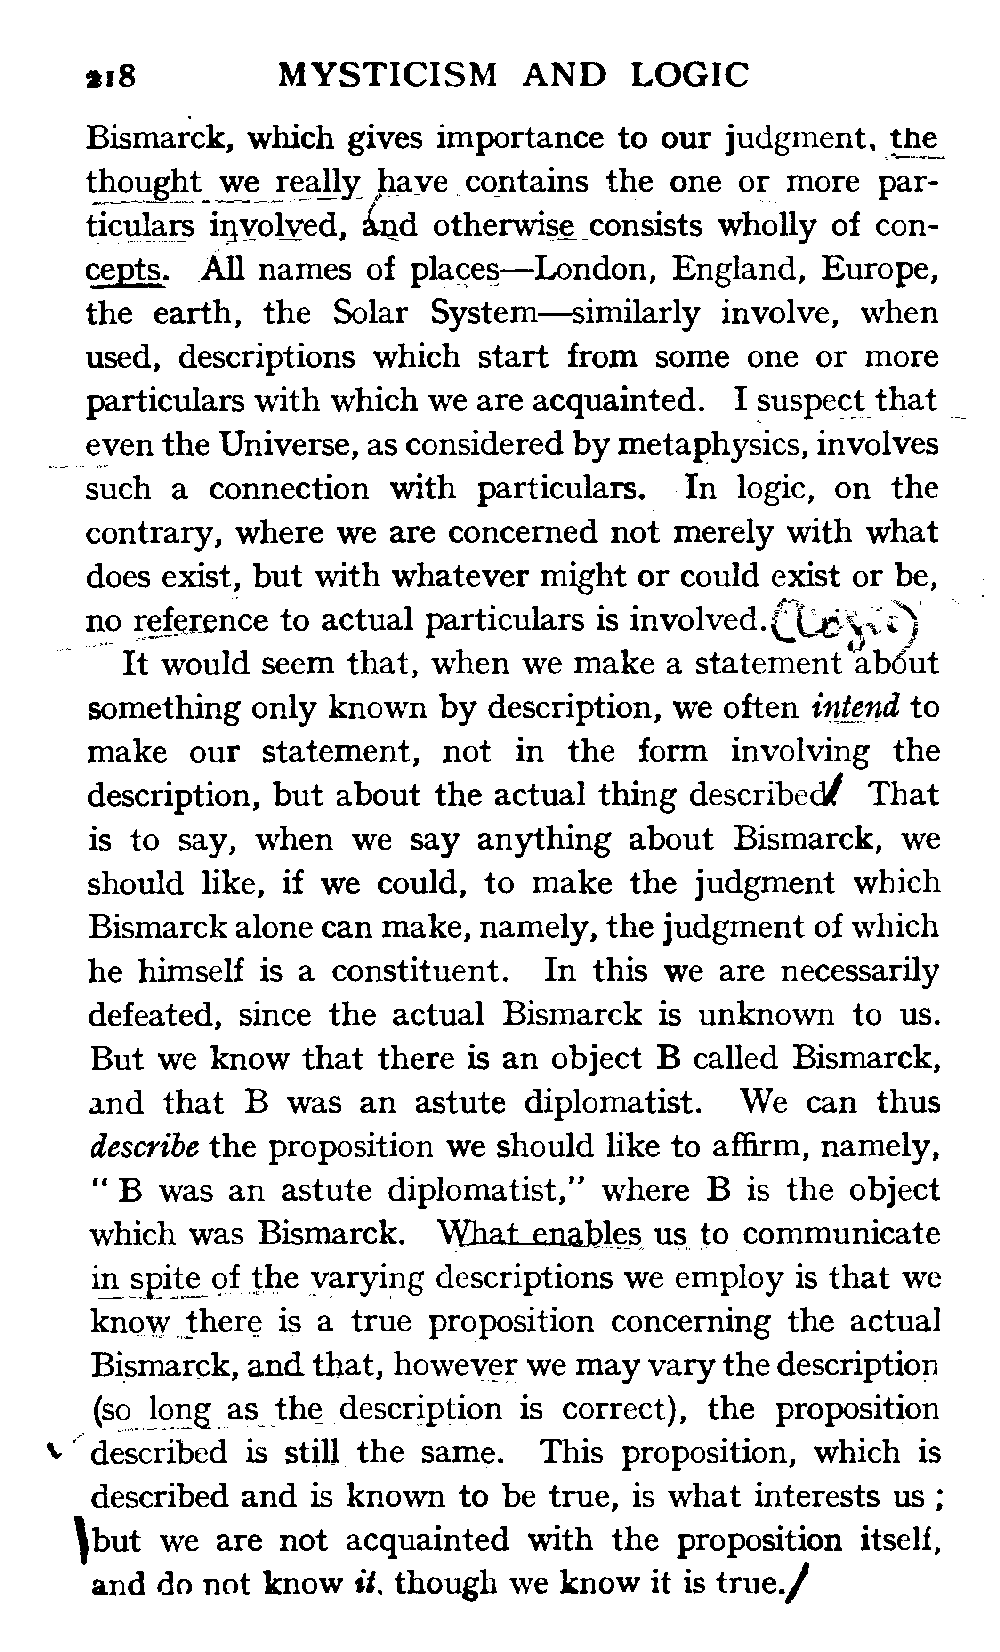 218 MYSTICISM AND LOGIC
Bismarck, which gives importance to our judgment, the
thought we really have contains the one or more par-
ticulars involved, and otherwise consists wholly of con-
cepts. All names of places—London, England, Europe,
the earth, the Solar System—similarly involve, when
used, descriptions which start from some one or more
particulars with which we are acquainted. I suspect that
even the Universe, as considered by metaphysics, involves
such a connection with particulars. In logic, on the
contrary, where we are concerned not merely with what
does exist, but with whatever might or could exist or be,
no reference to actual particulars is involved. (Logic)
It would seem that, when we make a statement about
something only known by description, we often intend to
make our statement, not in the form involving the
description, but about the actual thing described. That
is to say, when we say anything about Bismarck, we
should like, if we could, to make the judgment which
Bismarck alone can make, namely, the judgment of which
he himself is a constituent. In this we are necessarily
defeated, since the actual Bismarck is unknown to us.
But we know that there is an object B called Bismarck,
and that B was an astute diplomatist. We can thus
describe the proposition we should like to affirm, namely,
" B was an astute diplomatist," where B is the object
which was Bismarck. What enables us to communicate
in spite of the varying descriptions we employ is that we
know there is a true proposition concerning the actual
Bismarck, and that, however we may vary the description
(so long as the description is correct), the proposition
described is still the same. This proposition, which is
described and is known to be true, is what interests us ;
but we are not acquainted with the proposition itself,
and do not know it, though we know it is true.